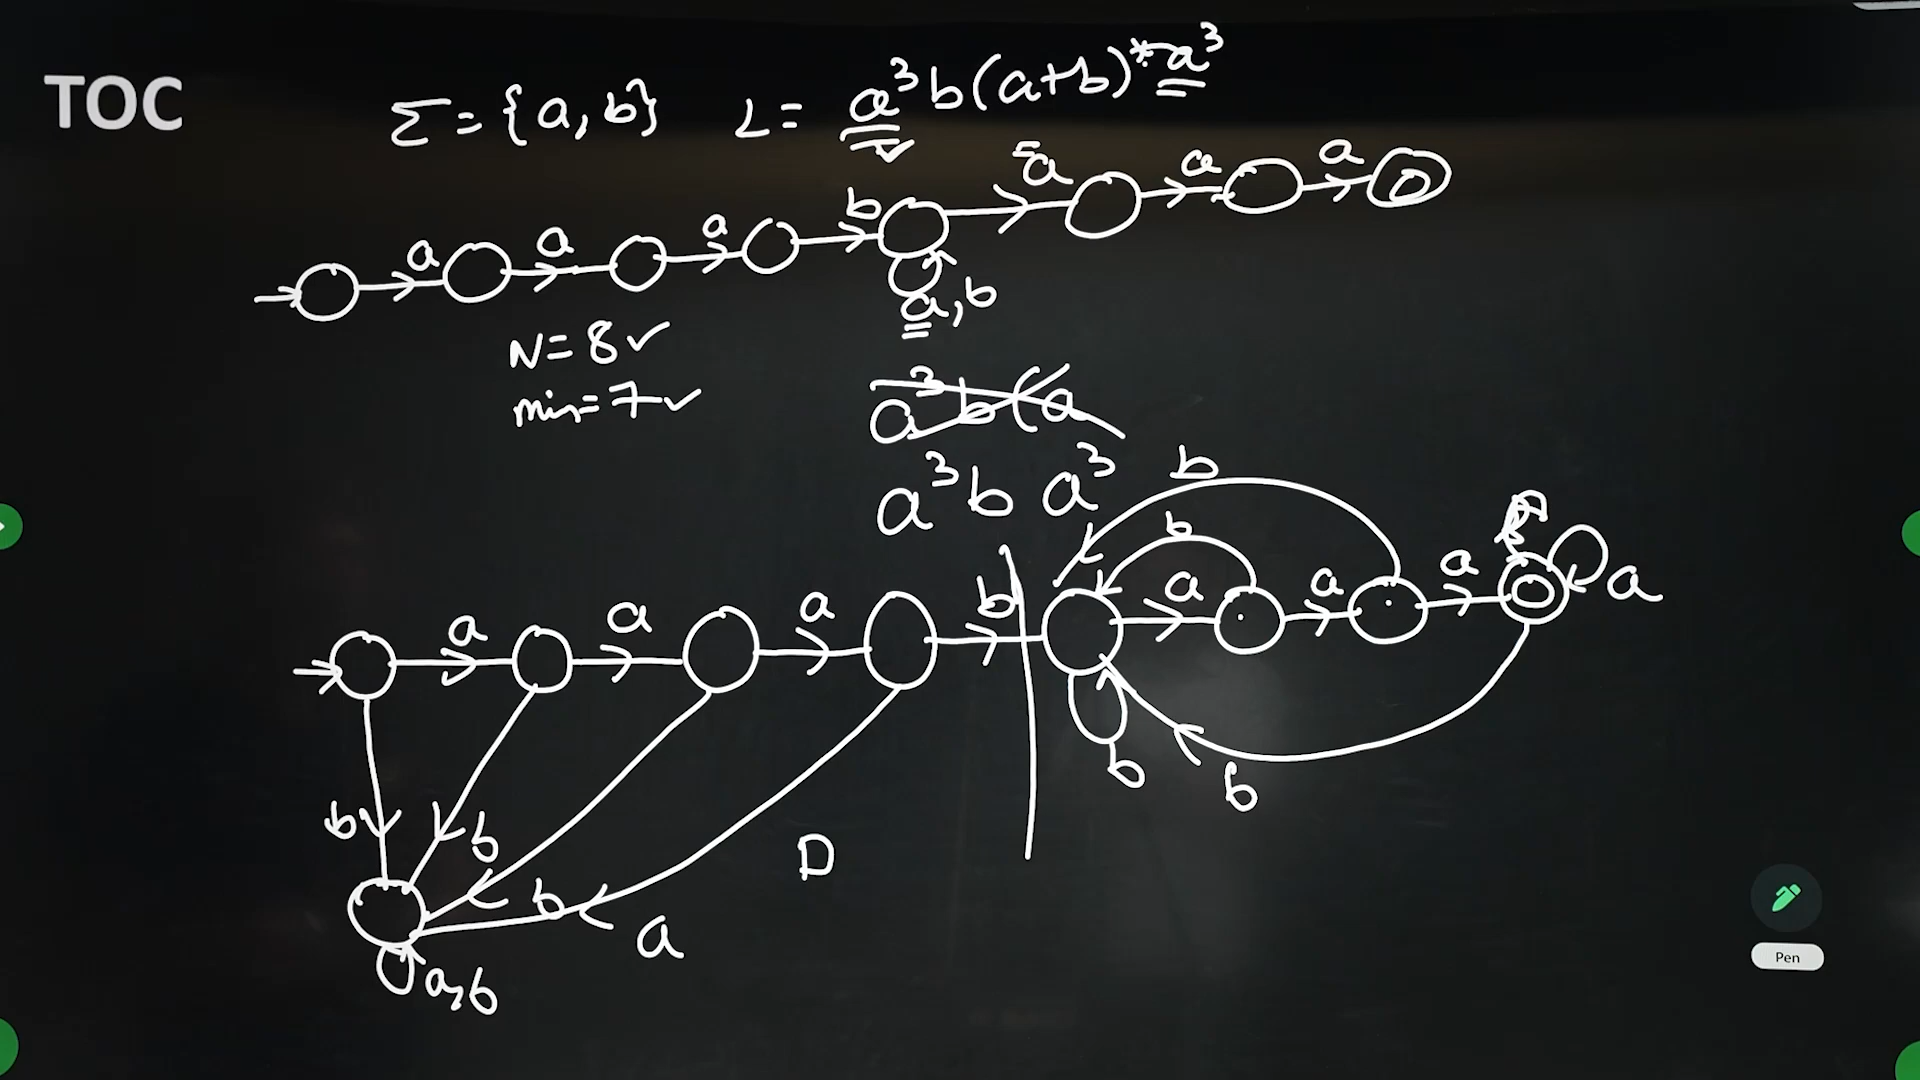 TOC
Σ = {a, b} L = a³b(a+b)*a³
a a a b a a a
a, b
N = 8 ✓
min = 7 ✓
a³b(a
a³b a³
b
b
a a a b a a a a
b b
b b b a
D
a,b
Pen